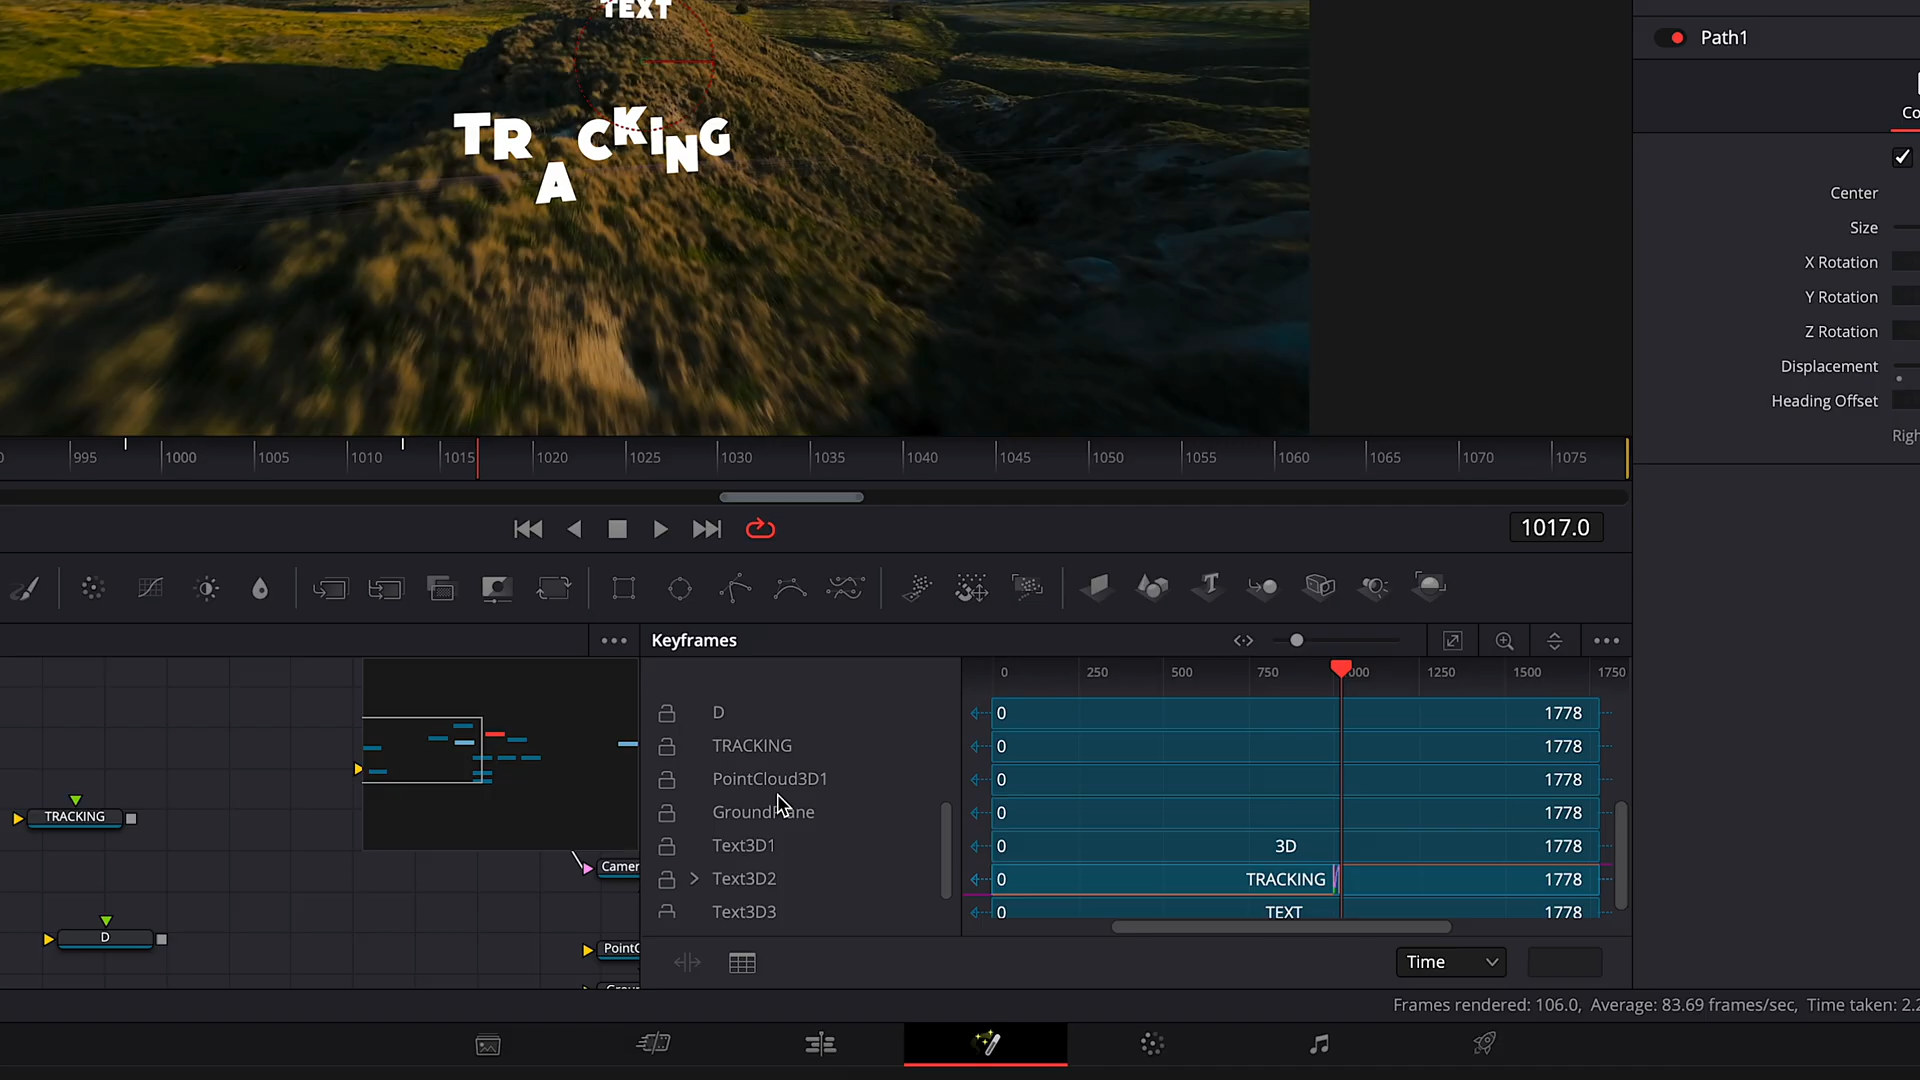 TEXT
TRACKING
Path1
Co
Center
Size
X Rotation
Y Rotation
Z Rotation
Displacement
Heading Offset
Righ
0 995 1000 1005 1010 1015 1020 1025 1030 1035 1040 1045 1050 1055 1060 1065 1070 1075
1017.0
Keyframes
0 250 500 750 000 1250 1500 1750
D 0 1778
TRACKING 0 1778
PointCloud3D1 0 1778
GroundPlane 0 1778
Text3D1 0 3D 1778
Text3D2 0 TRACKING 1778
Text3D3 0 TEXT 1778
TRACKING
Camer
D
PointC
Grou
Time
Frames rendered: 106.0, Average: 83.69 frames/sec, Time taken: 2.2